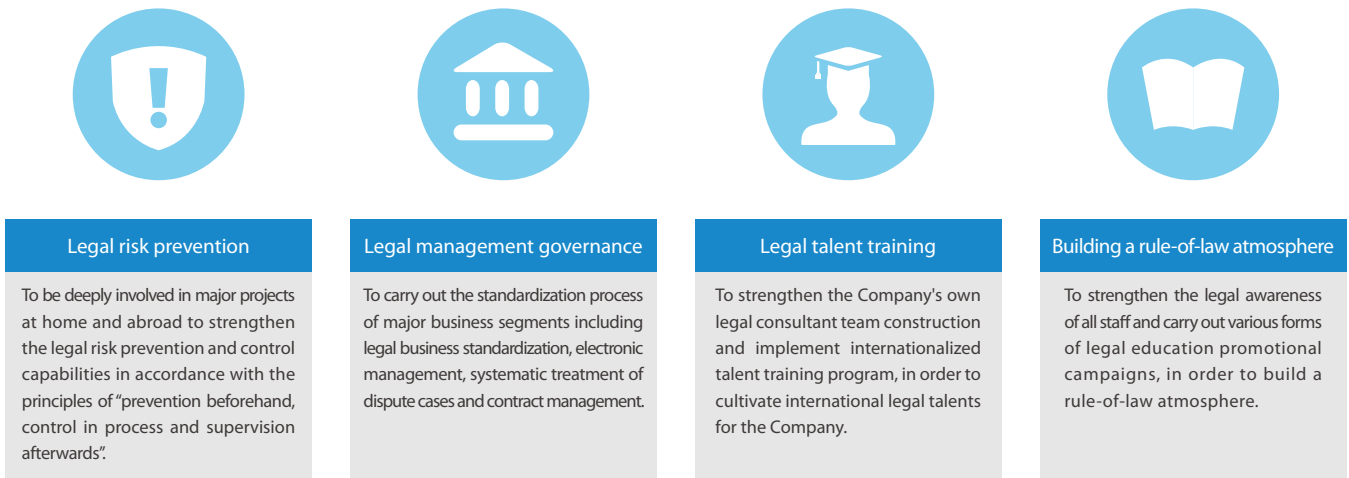 Legal risk prevention
To be deeply involved in major projects
at home and abroad to strengthen
the legal risk prevention and control
capabilities in accordance with the
principles of “prevention beforehand,
control in process and supervision
afterwards”.
Legal management governance
To carry out the standardization process
of major business segments including
legal business standardization, electronic
management, systematic treatment of
dispute cases and contract management.
Legal talent training
To strengthen the Company's own
legal consultant team construction
and implement internationalized
talent training program, in order to
cultivate international legal talents
for the Company.
Building a rule-of-law atmosphere
To strengthen the legal awareness
of all staff and carry out various forms
of legal education promotional
campaigns, in order to build a
rule-of-law atmosphere.